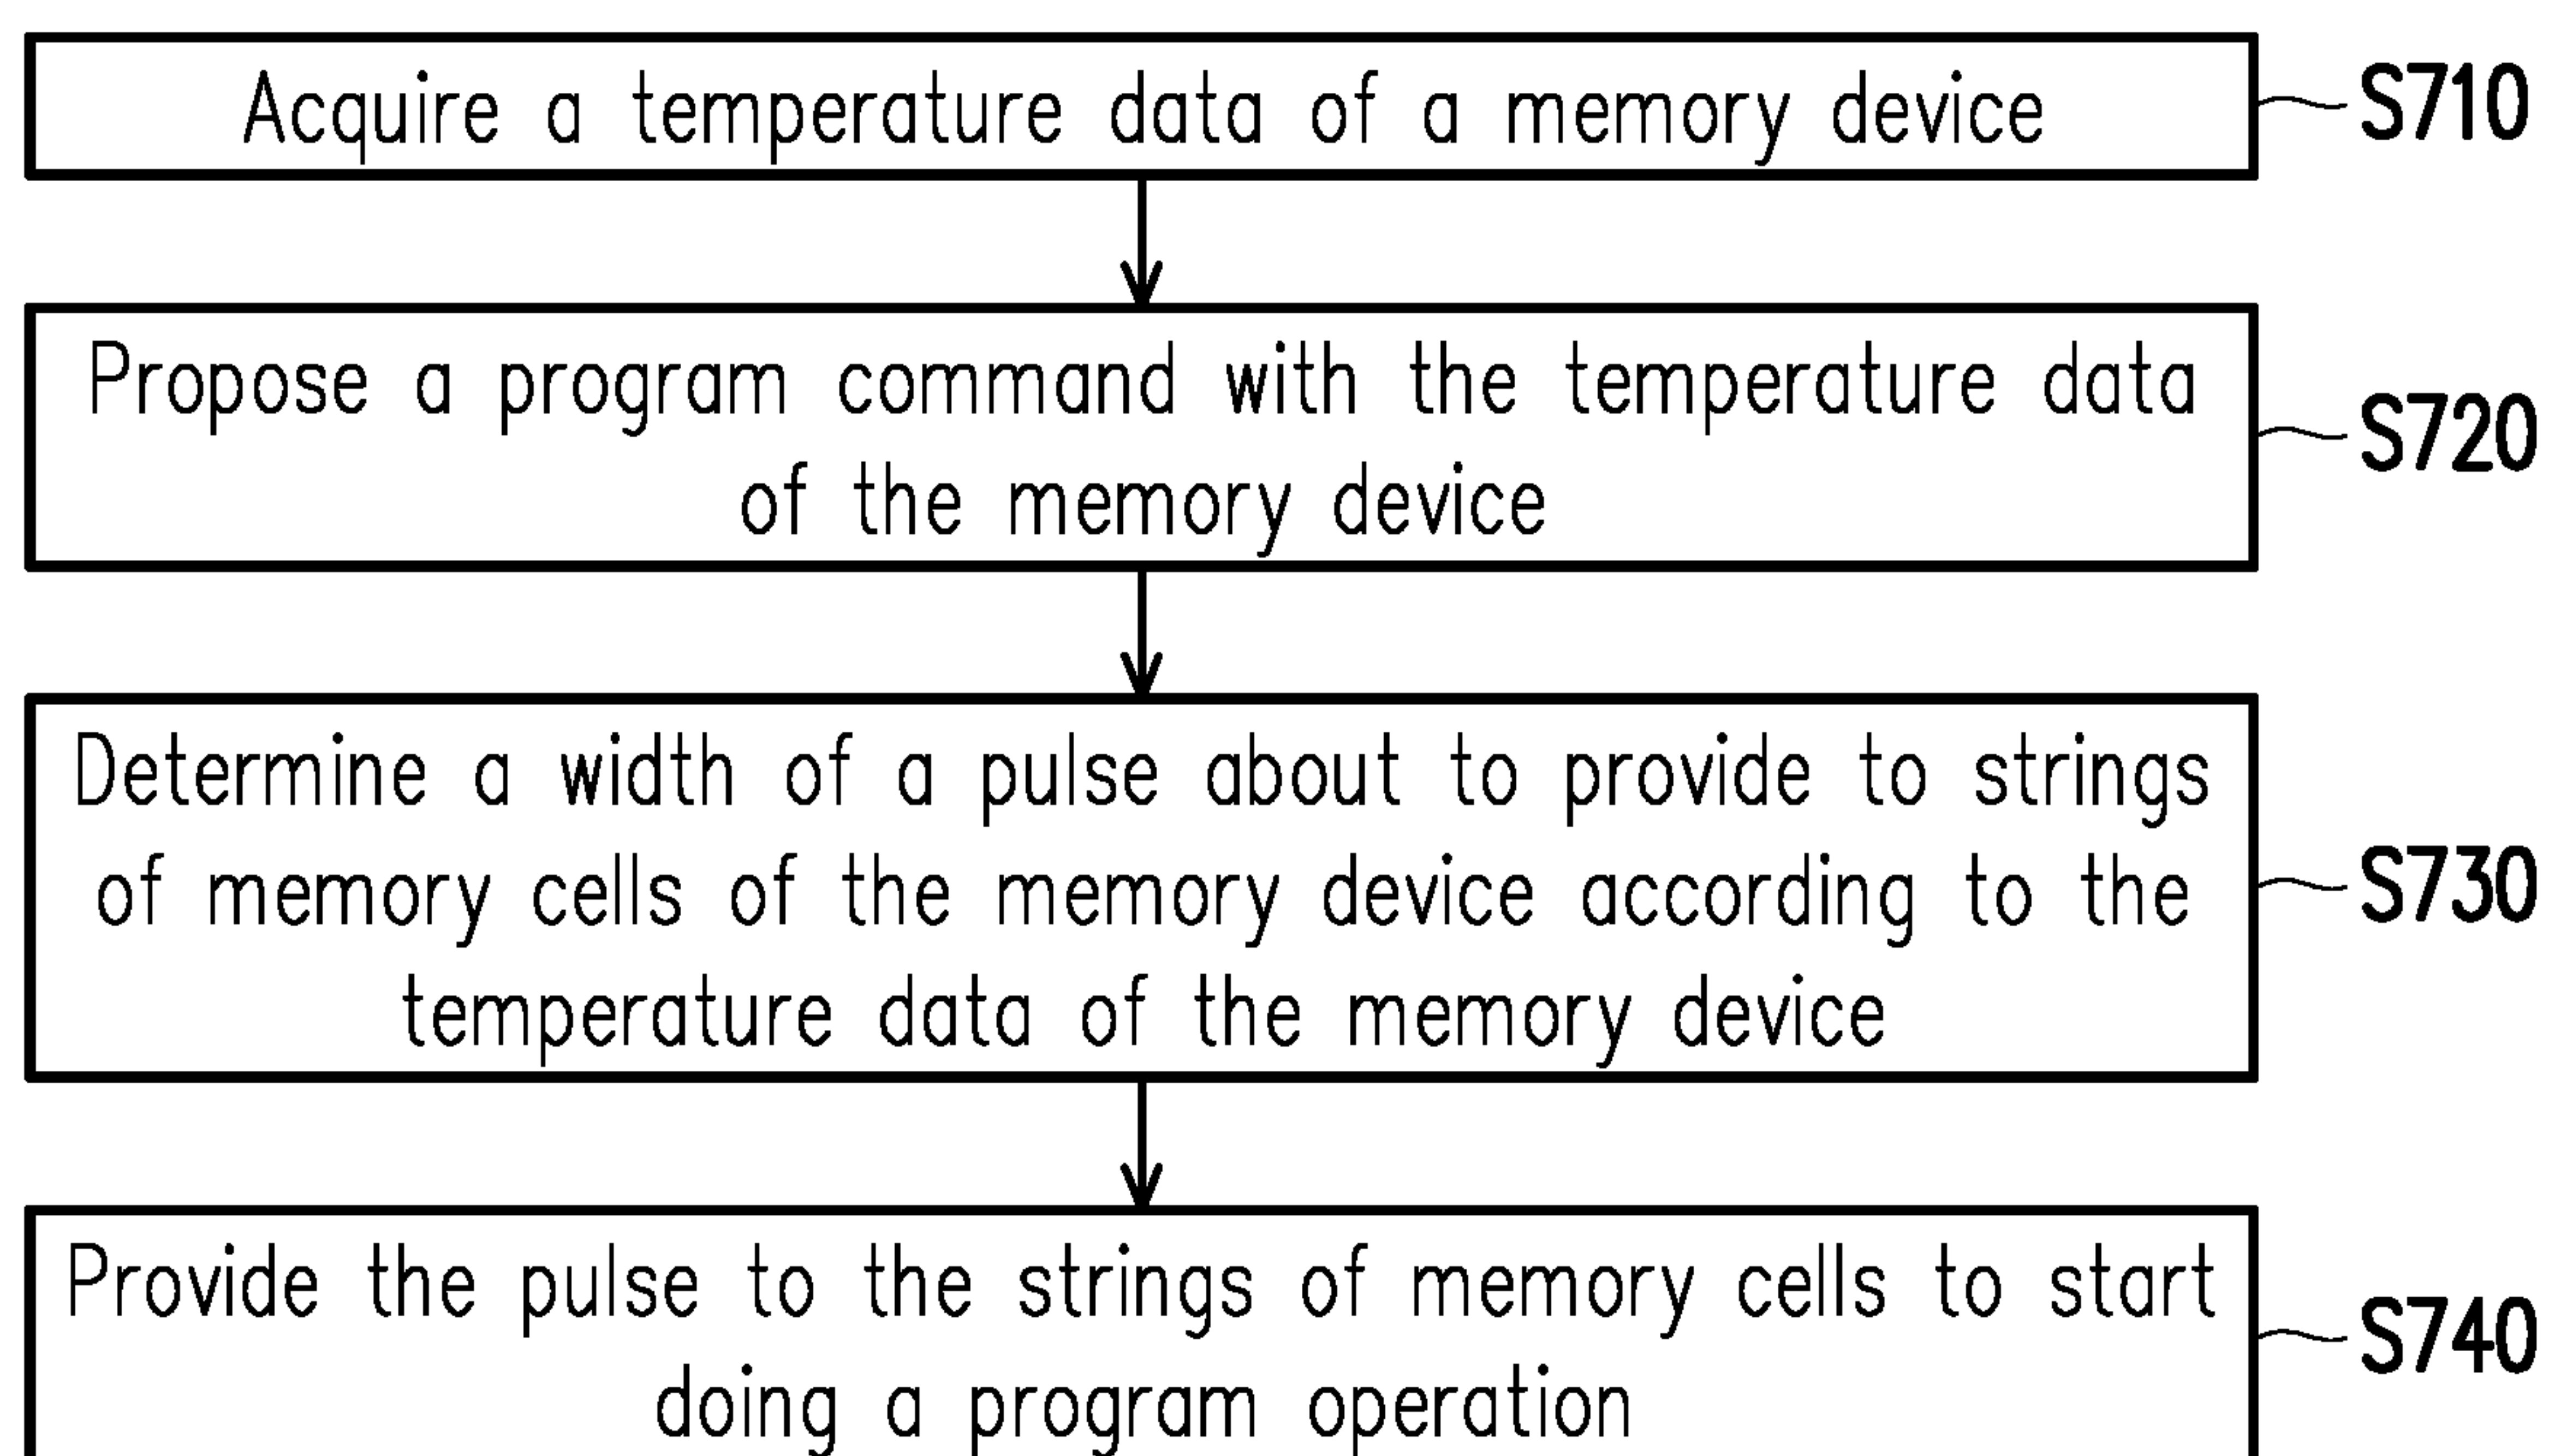 Acquire a temperature data of a memory device
S710
Propose a program command with the temperature data
of the memory device
S720
Determine a width of a pulse about to provide to strings
of memory cells of the memory device according to the
temperature data of the memory device
S730
Provide the pulse to the strings of memory cells to start
doing a program operation
S740